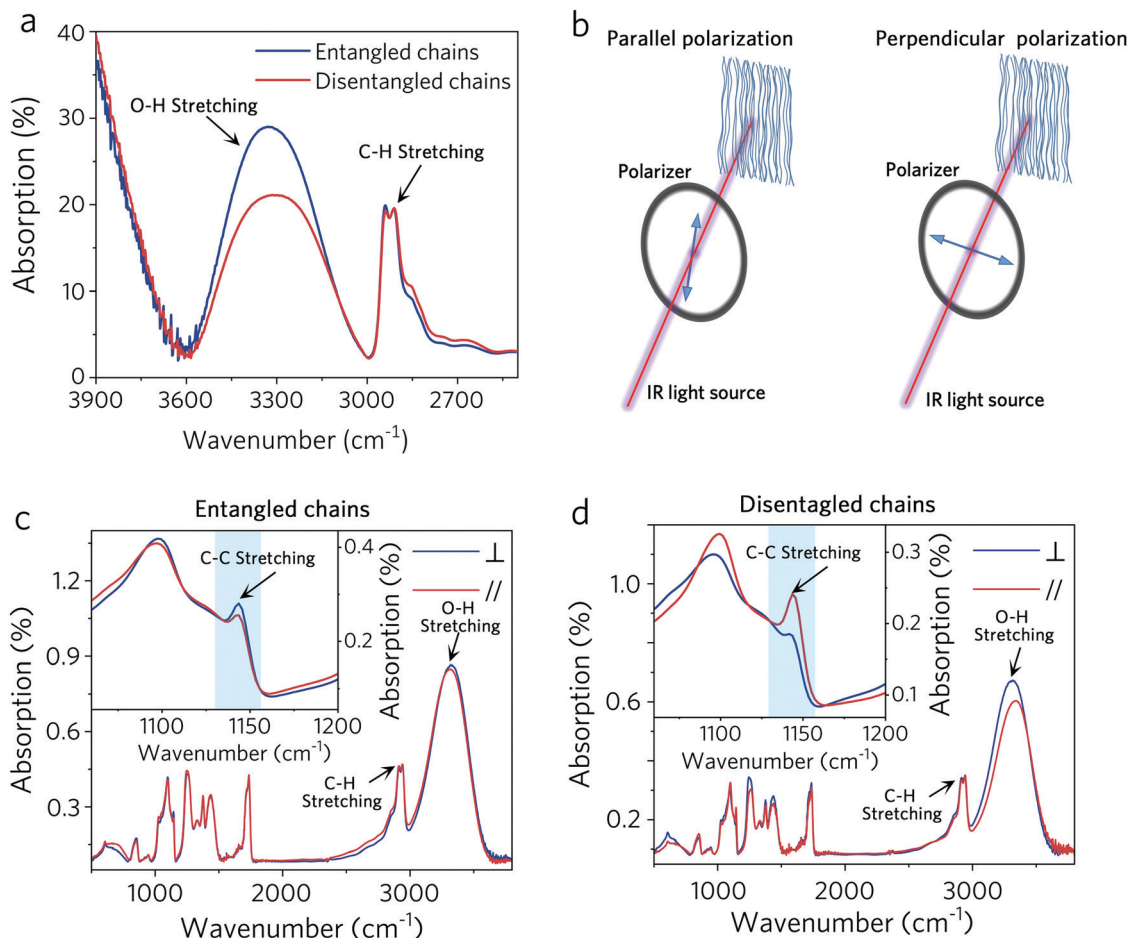 a
40
30
20
10
0
Absorption (%)
Entangled chains
Disentangled chains
O-H Stretching
C-H Stretching
3900
3600
3300
3000
2700
Wavenumber (cm⁻¹)
b
Parallel polarization
Perpendicular polarization
Polarizer
Polarizer
IR light source
IR light source
c
Entangled chains
1.2
0.9
0.6
0.3
Absorption (%)
C-C Stretching
0.4
0.2
Absorption (%)
1100
1150
1200
Wavenumber (cm⁻¹)
⊥
//
O-H
Stretching
C-H
Stretching
1000
2000
3000
Wavenumber (cm⁻¹)
d
Disentagled chains
1.0
0.8
0.6
0.2
Absorption (%)
C-C Stretching
0.3
0.2
0.1
Absorption (%)
1100
1150
1200
Wavenumber (cm⁻¹)
⊥
//
O-H
Stretching
C-H
Stretching
1000
2000
3000
Wavenumber (cm⁻¹)